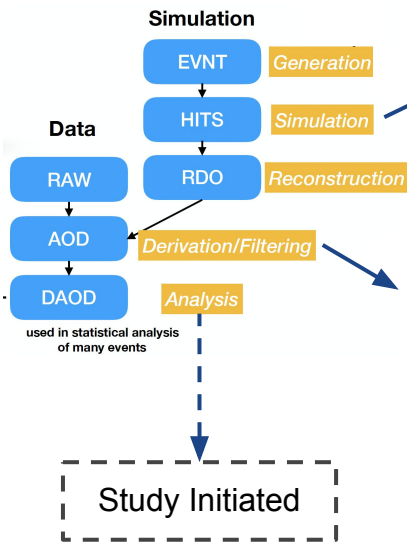 Simulation
EVNT
Generation
HITS
Simulation
Data
RAW
RDO
Reconstruction
AOD
Derivation/Filtering
DAOD
Analysis
used in statistical analysis
of many events
Study Initiated